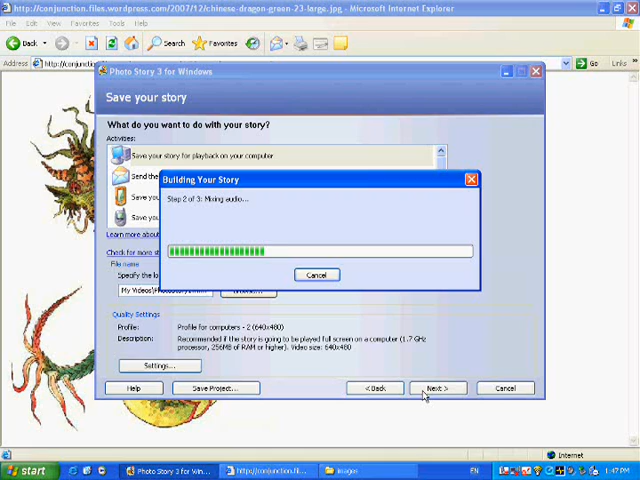 http://conjunction.files.wordpress.com/2007/12/chinese-dragon-green-23-large.jpg - Microsoft Internet Explorer
File Edit View Favorites Tools Help
Back Search Favorites
Address http://conjunction.
Go Links »
Photo Story 3 for Windows
Save your story
What do you want to do with your story?
Activities:
Save your story for playback on your computer
Send the
Save you
Save you
Learn more about
Check for more st
Building Your Story
Step 2 of 3: Mixing audio...
Cancel
File name
Specify the lo
Quality Settings
Profile: Profile for computers - 2 (640x480)
Description: Recommended if the story is going to be played full screen on a computer (1.7 GHz
processor, 256MB of RAM or higher). Video size: 640x480
Settings...
Help Save Project... < Back Next > Cancel
Internet
start Photo Story 3 for Win... http://conjunction.fil... images EN 1:47 PM